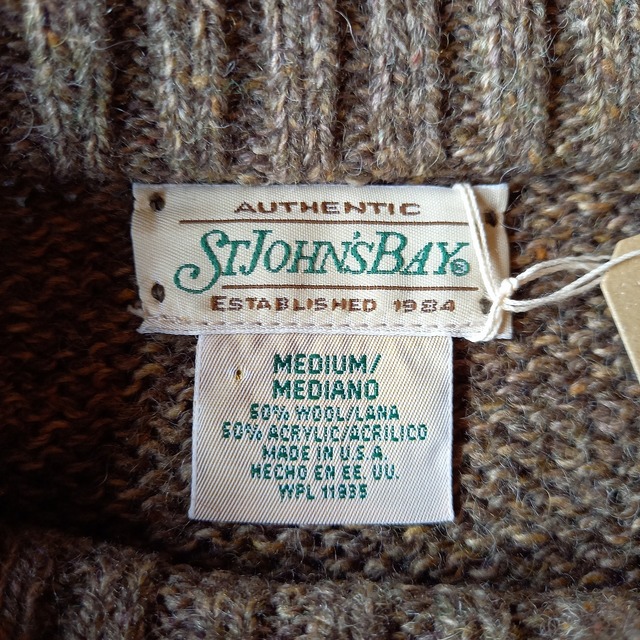 AUTHENTIC
ST. JOHN'S BAY®
ESTABLISHED 1984
MEDIUM/
MEDIANO
50% WOOL/LANA
50% ACRYLIC/ACRILICO
MADE IN U.S.A.
HECHO EN EE. UU.
WPL 11935